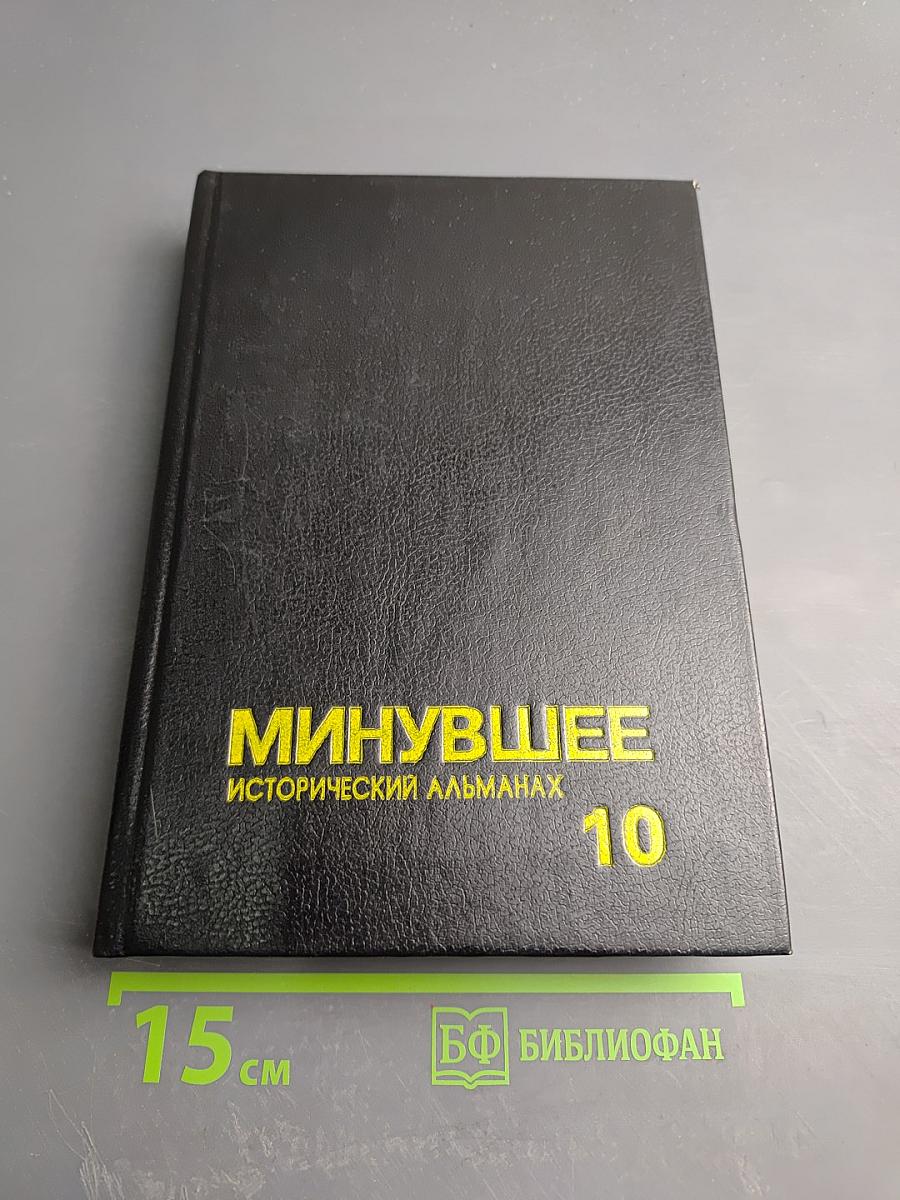 МИНУВШЕЕ
ИСТОРИЧЕСКИЙ АЛЬМАНАХ
10
15 см
БФ БИБЛИОФАН